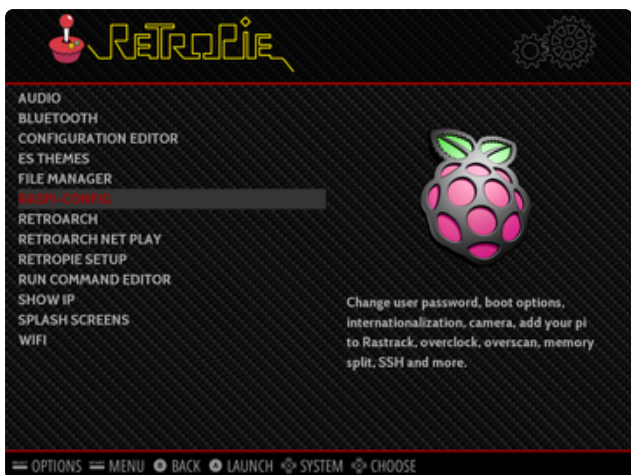 RETROPIE
AUDIO
BLUETOOTH
CONFIGURATION EDITOR
ES THEMES
FILE MANAGER
RASPI-CONFIG
RETROARCH
RETROARCH NET PLAY
RETROPIE SETUP
RUN COMMAND EDITOR
SHOW IP
SPLASH SCREENS
WIFI
Change user password, boot options,
internationalization, camera, add your pi
to Rastrack, overclock, overscan, memory
split, SSH and more.
OPTIONS MENU BACK LAUNCH SYSTEM CHOOSE